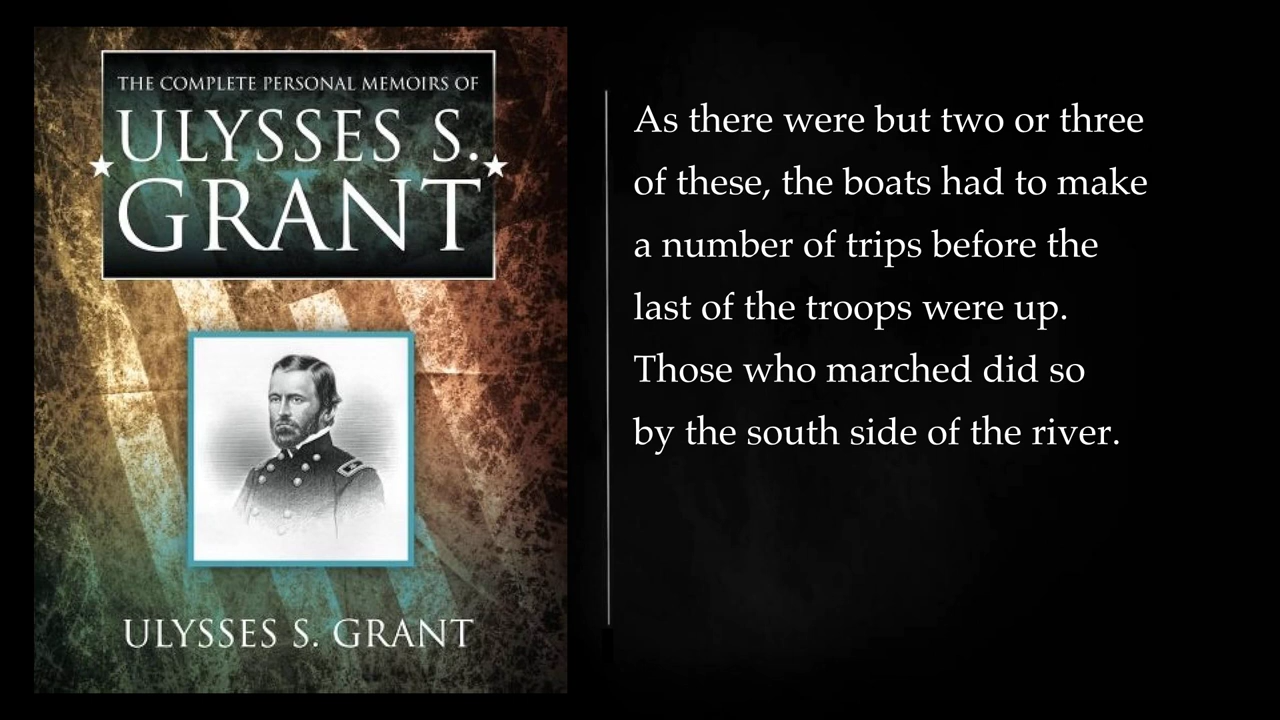 THE COMPLETE PERSONAL MEMOIRS OF
ULYSSES S.
GRANT
ULYSSES S. GRANT
As there were but two or three
of these, the boats had to make
a number of trips before the
last of the troops were up.
Those who marched did so
by the south side of the river.